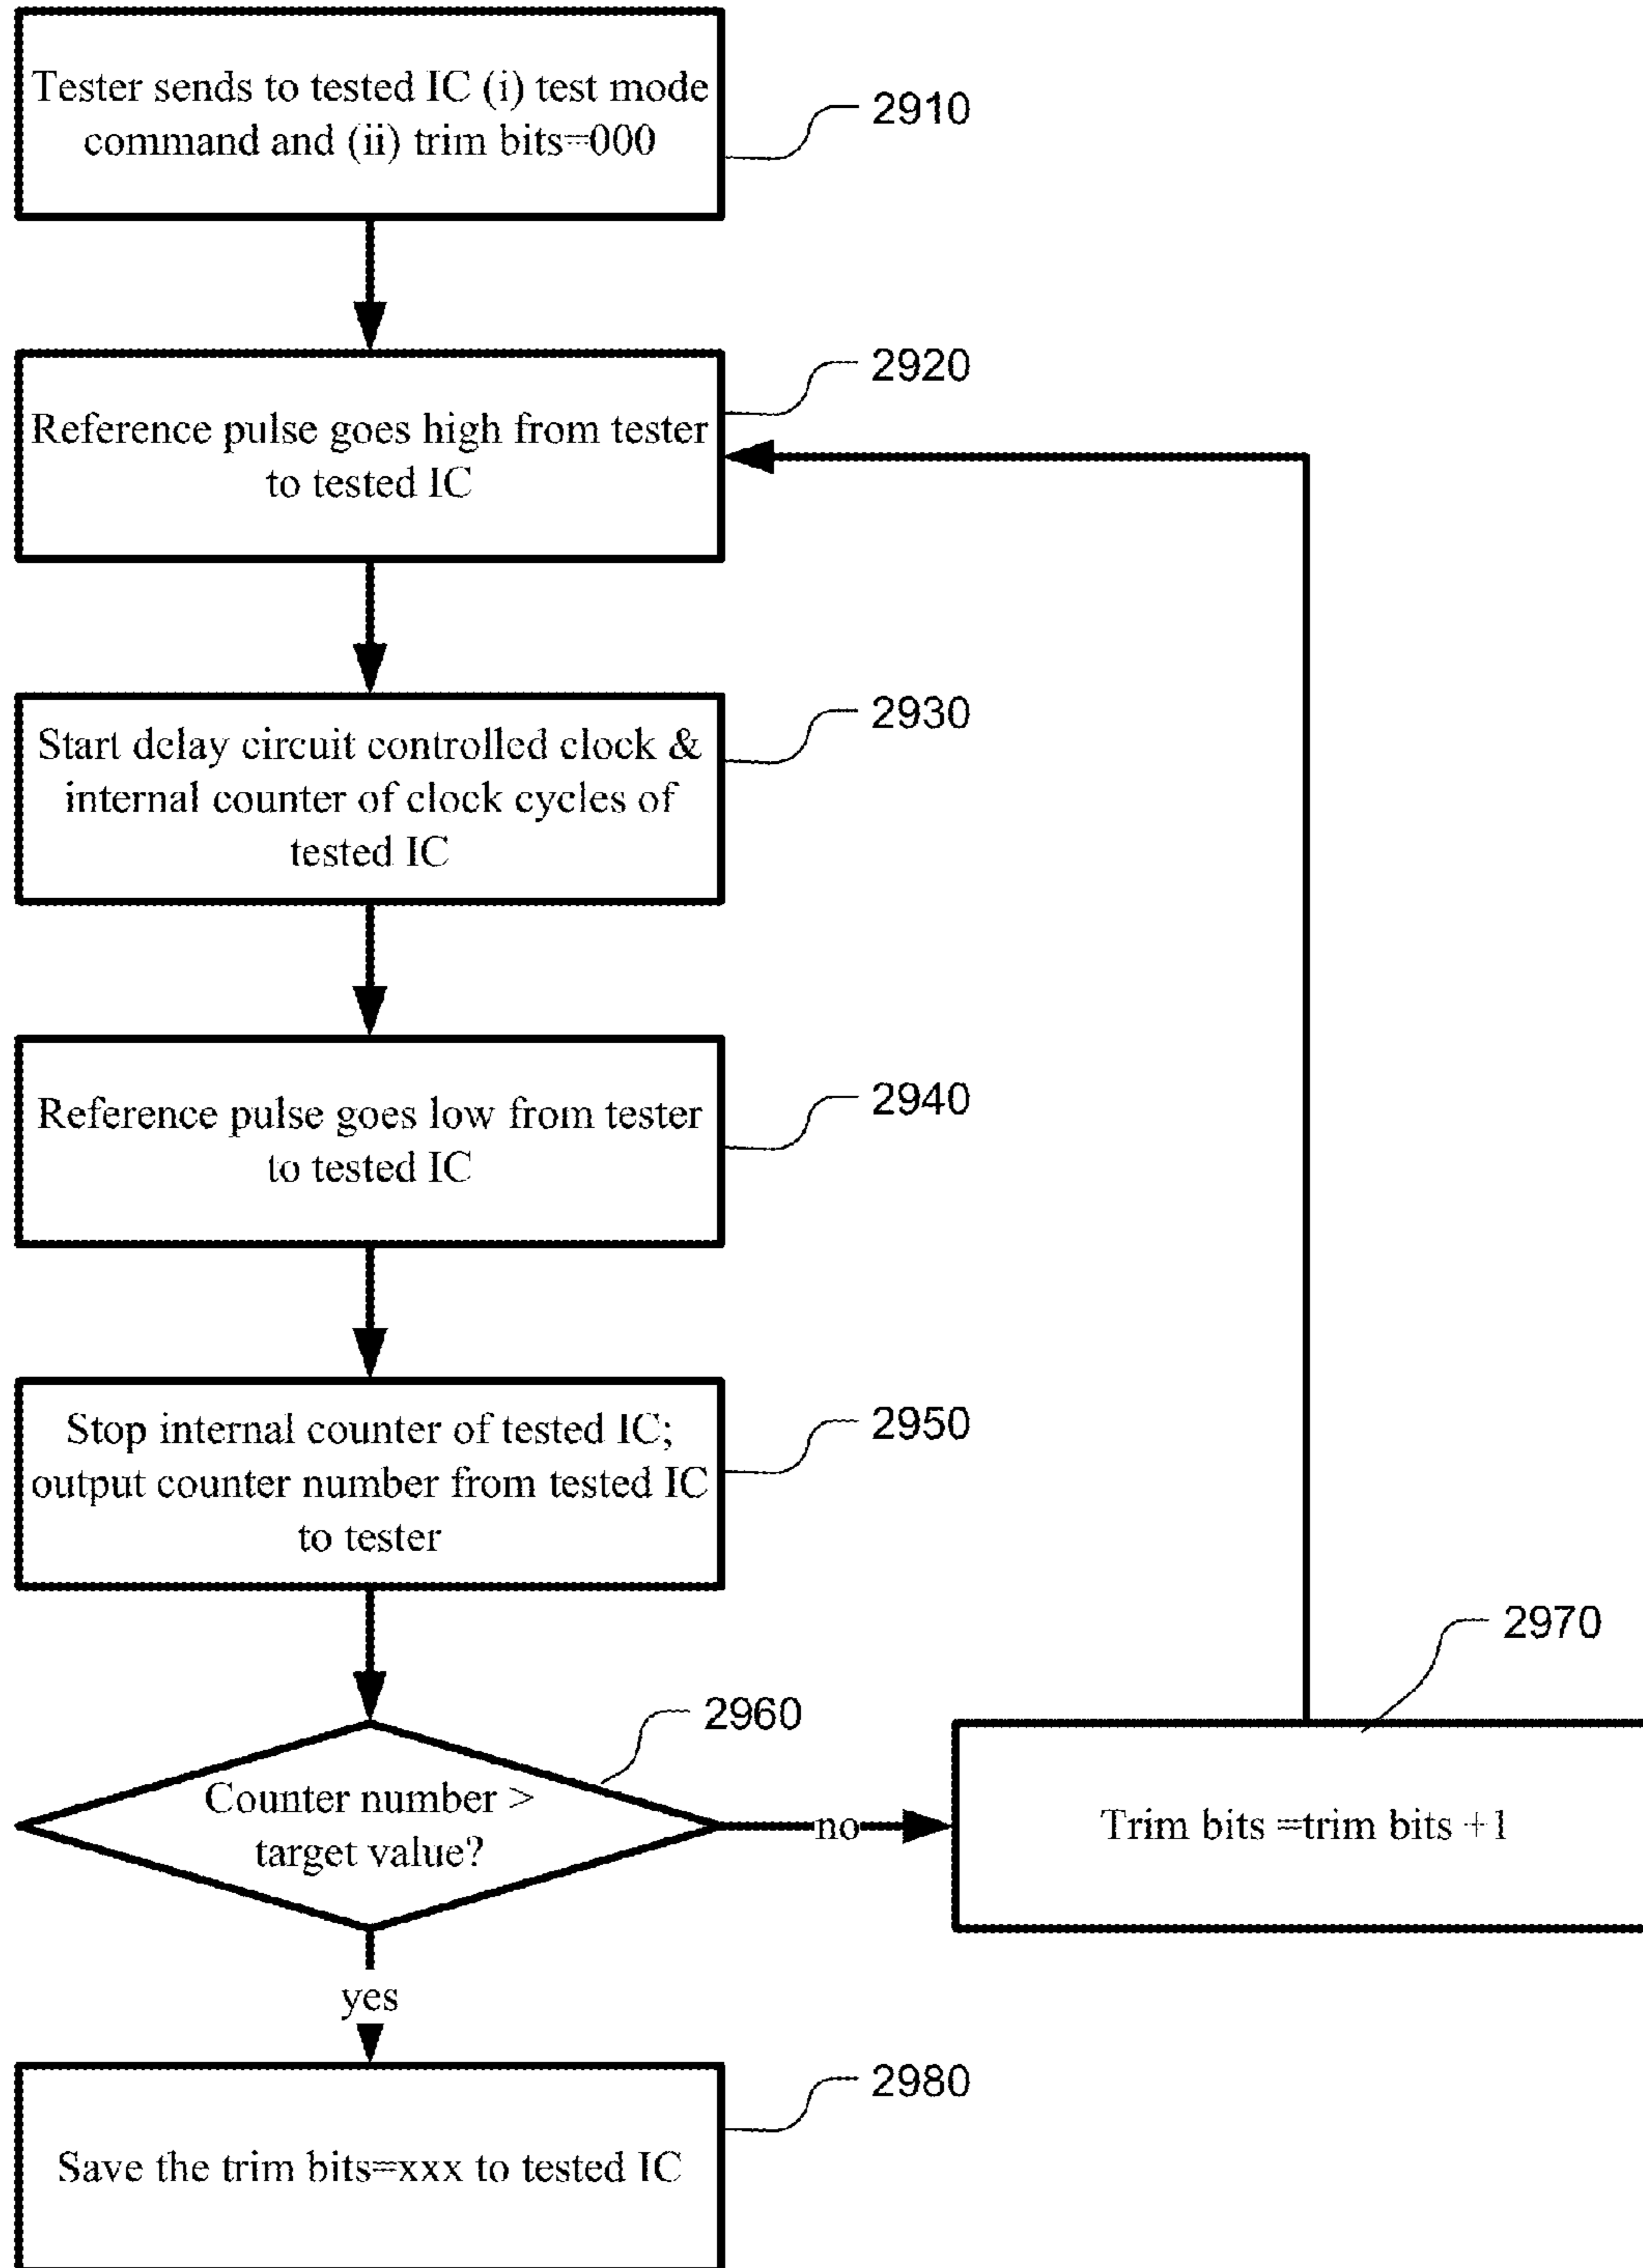 Tester sends to tested IC (i) test mode
command and (ii) trim bits=000
2910
Reference pulse goes high from tester
to tested IC
2920
Start delay circuit controlled clock &
internal counter of clock cycles of
tested IC
2930
Reference pulse goes low from tester
to tested IC
2940
Stop internal counter of tested IC;
output counter number from tested IC
to tester
2950
Counter number >
target value?
2960
no
Trim bits =trim bits +1
2970
yes
Save the trim bits=xxx to tested IC
2980